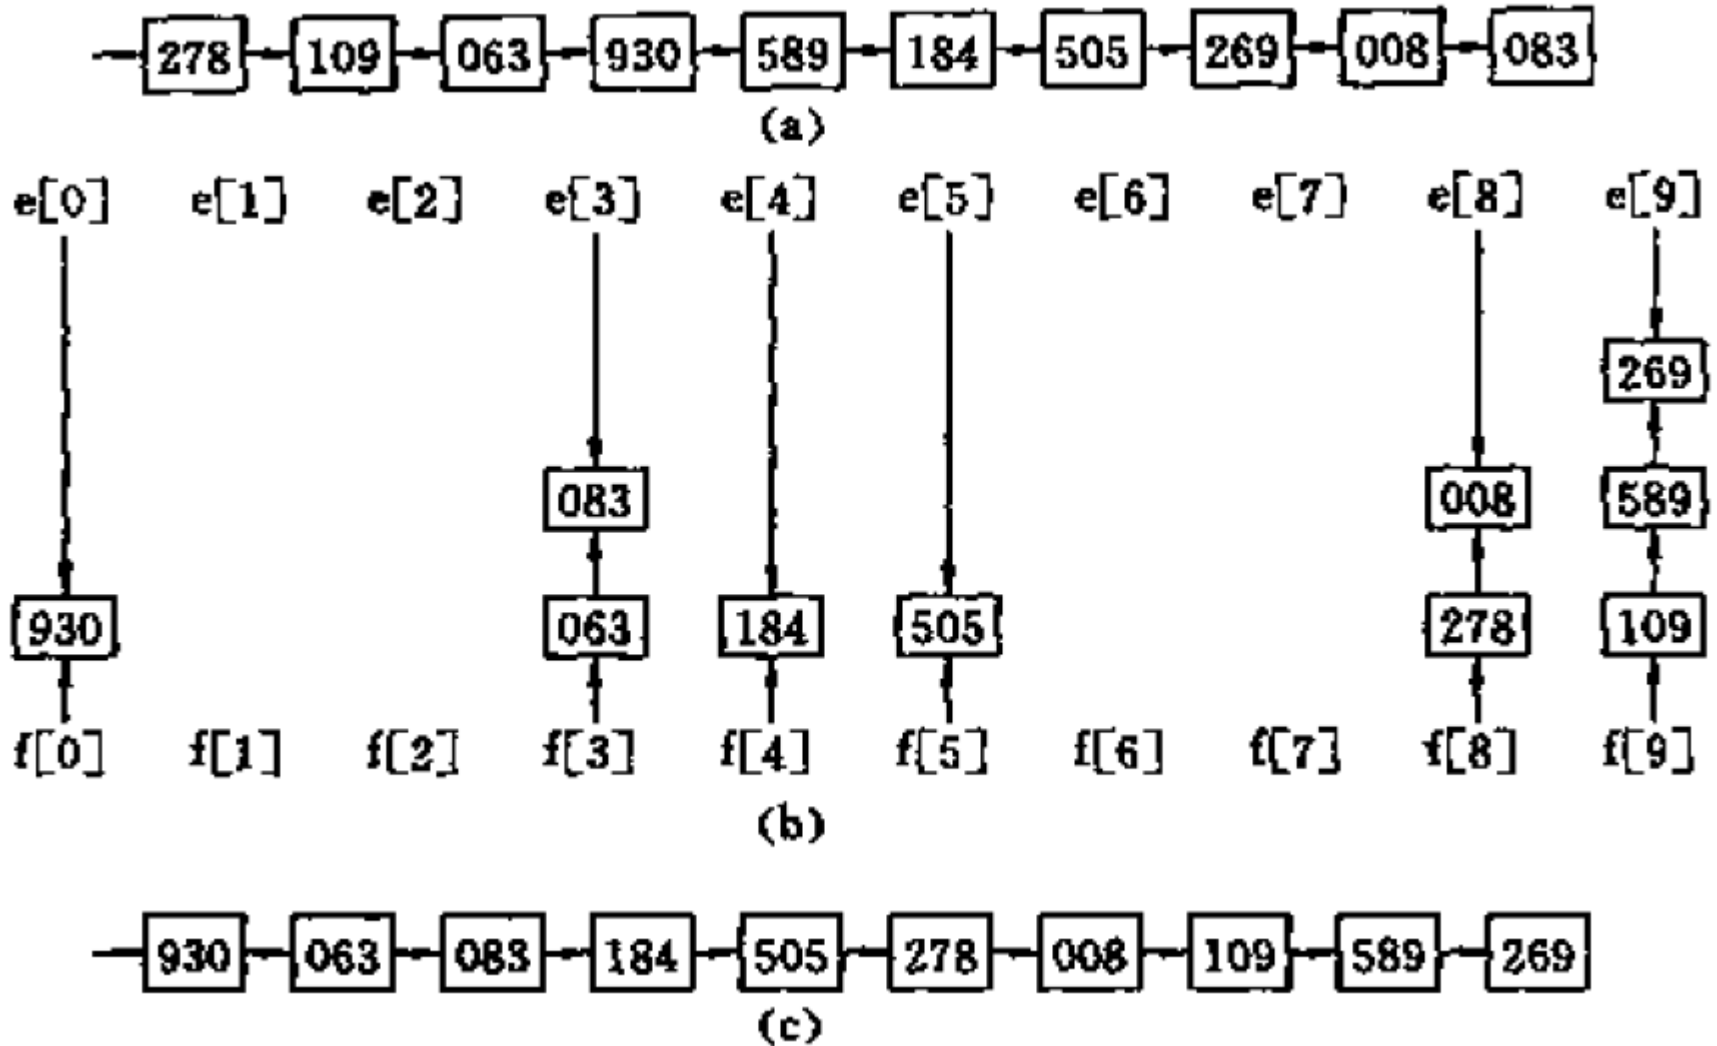 278 109 063 930 589 184 505 269 008 083
(a)
e[0] e[1] e[2] e[3] e[4] e[5] e[6] e[7] e[8] e[9]
269
083 008 589
930 063 184 505 278 109
f[0] f[1] f[2] f[3] f[4] f[5] f[6] f[7] f[8] f[9]
(b)
930 063 083 184 505 278 008 109 589 269
(c)